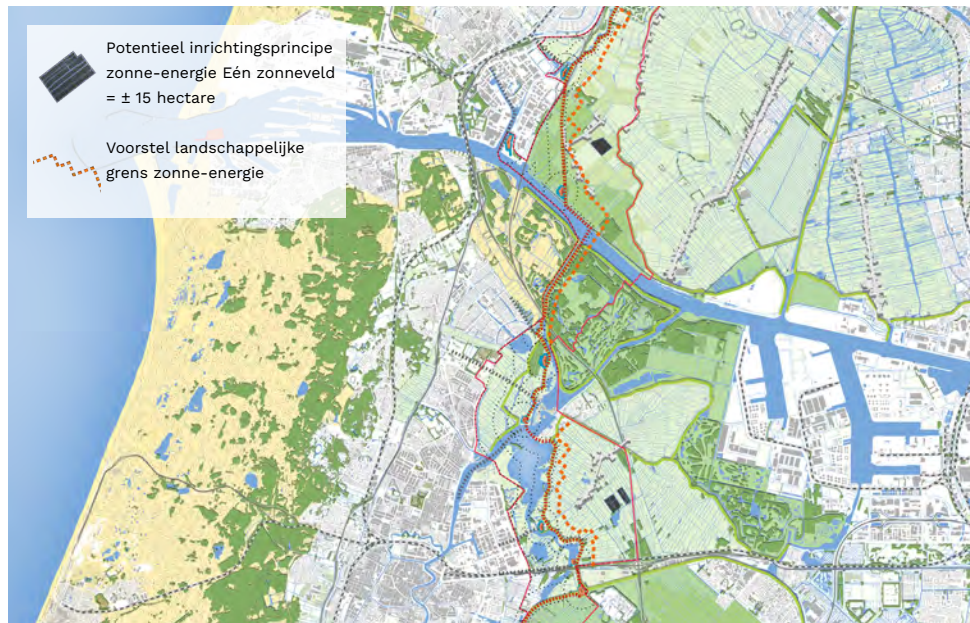 Potentieel inrichtingsprincipe
zonne-energie Eén zonneveld
= ± 15 hectare
Voorstel landschappelijke
grens zonne-energie